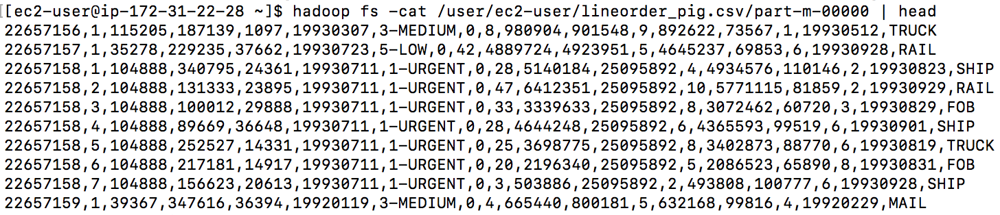 [[ec2-user@ip-172-31-22-28 ~]$ hadoop fs -cat /user/ec2-user/lineorder_pig.csv/part-m-00000 | head
22657156,1,115205,187139,1097,19930307,3-MEDIUM,0,8,980904,901548,9,892622,73567,1,19930512,TRUCK
22657157,1,35278,229235,37662,19930723,5-LOW,0,42,4889724,4923951,5,4645237,69853,6,19930928,RAIL
22657158,1,104888,340795,24361,19930711,1-URGENT,0,28,5140184,25095892,4,4934576,110146,2,19930823,SHIP
22657158,2,104888,131333,23895,19930711,1-URGENT,0,47,6412351,25095892,10,5771115,81859,2,19930929,RAIL
22657158,3,104888,100012,29888,19930711,1-URGENT,0,33,3339633,25095892,8,3072462,60720,3,19930829,FOB
22657158,4,104888,89669,36648,19930711,1-URGENT,0,28,4644248,25095892,6,4365593,99519,6,19930901,SHIP
22657158,5,104888,252527,14331,19930711,1-URGENT,0,25,3698775,25095892,8,3402873,88770,6,19930819,TRUCK
22657158,6,104888,217181,14917,19930711,1-URGENT,0,20,2196340,25095892,5,2086523,65890,8,19930831,FOB
22657158,7,104888,156623,20613,19930711,1-URGENT,0,3,503886,25095892,2,493808,100777,6,19930928,SHIP
22657159,1,39367,347616,36394,19920119,3-MEDIUM,0,4,665440,800181,5,632168,99816,4,19920229,MAIL